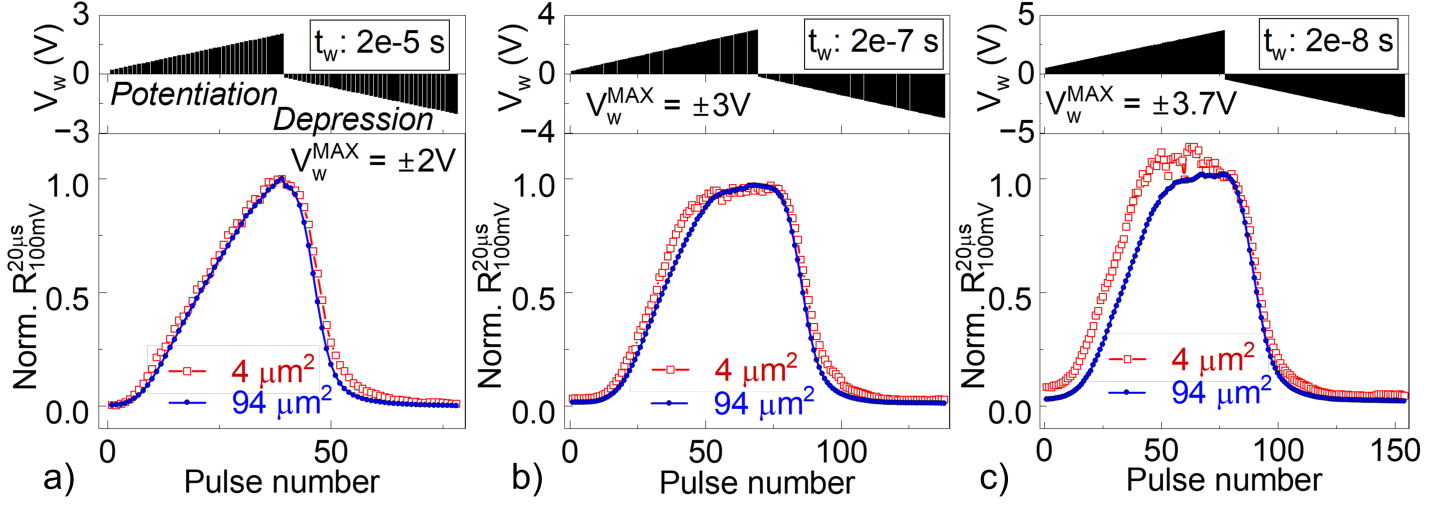 3
0
−3
V_w (V)
t_w: 2e-5 s
Potentiation
Depression
V_w^MAX = ±2V
1.0
0.5
0.0
Norm. R_100mV^20μs
4 μm²
94 μm²
0
50
Pulse number
a)
4
0
−4
V_w (V)
t_w: 2e-7 s
V_w^MAX = ±3V
1.0
0.5
0.0
Norm. R_100mV^20μs
4 μm²
94 μm²
0
50
100
Pulse number
b)
5
0
−5
V_w (V)
t_w: 2e-8 s
V_w^MAX = ±3.7V
1.0
0.5
0.0
Norm. R_100mV^20μs
4 μm²
94 μm²
0
50
100
150
Pulse number
c)